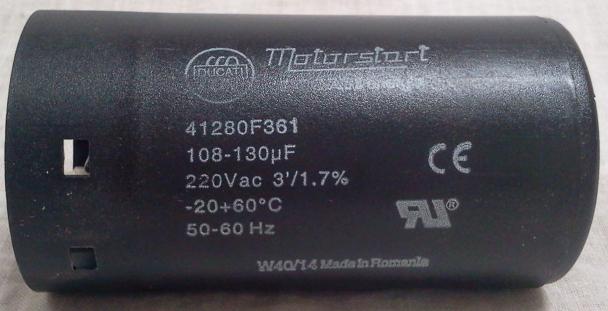 DUCATI
Motorstart
41280F361
108-130µF
220Vac 3'/1.7%
-20+60°C
50-60 Hz
CE
RU®
W40/14 Made in Romania